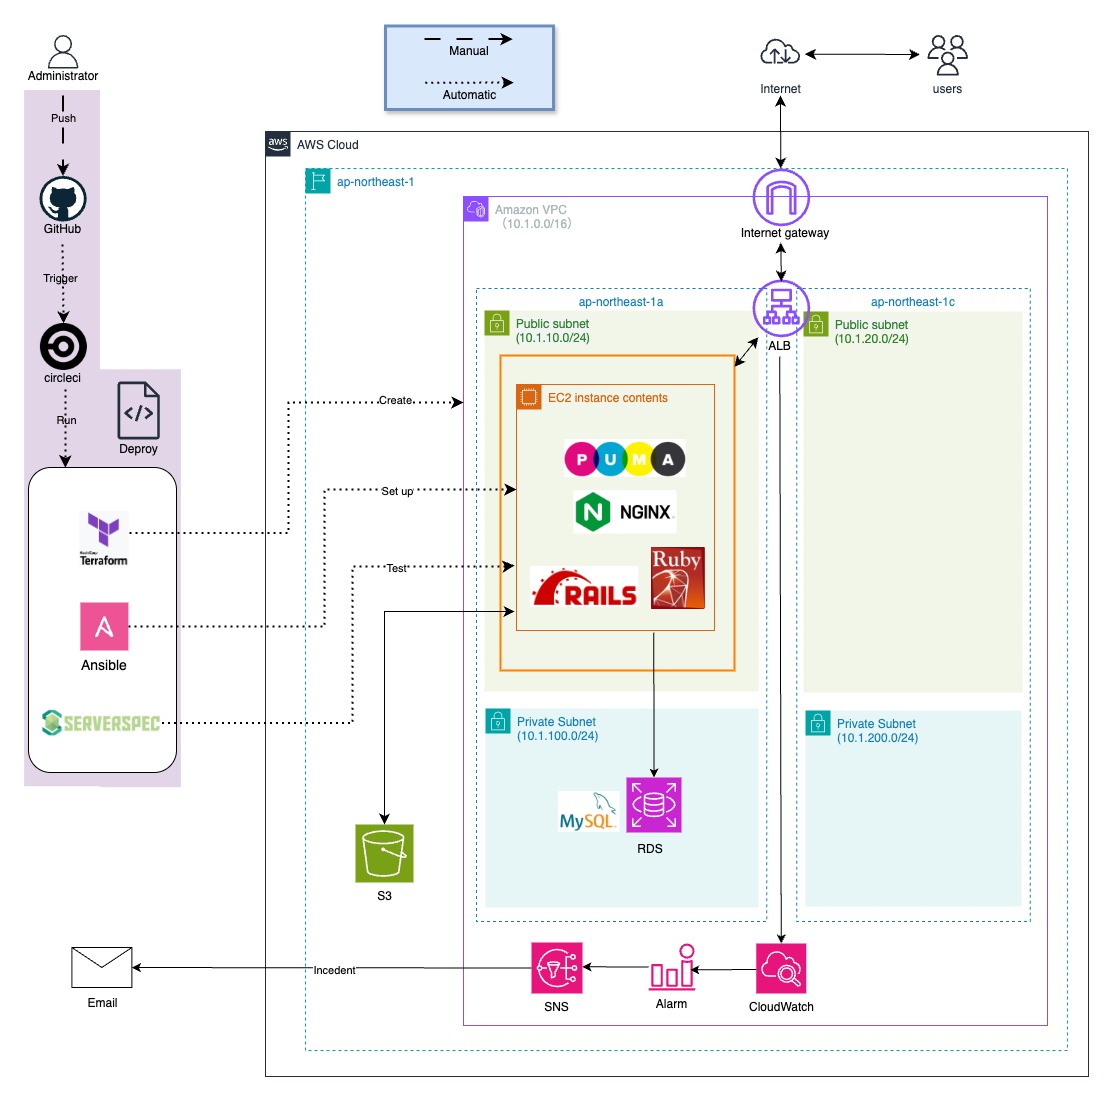 Administrator
Push
GitHub
Trigger
circleci
Run
Deploy
HashiCorp
Terraform
Ansible
SERVERSPEC
Manual
Automatic
Internet
users
aws
AWS Cloud
ap-northeast-1
Amazon VPC
(10.1.0.0/16)
Internet gateway
ap-northeast-1a
ap-northeast-1c
ALB
Public subnet
(10.1.10.0/24)
Public subnet
(10.1.20.0/24)
EC2 instance contents
PUMA
N NGINX
RAILS
Ruby
Create
Set up
Test
Private Subnet
(10.1.100.0/24)
Private Subnet
(10.1.200.0/24)
MySQL
RDS
S3
Email
Incedent
SNS
Alarm
CloudWatch